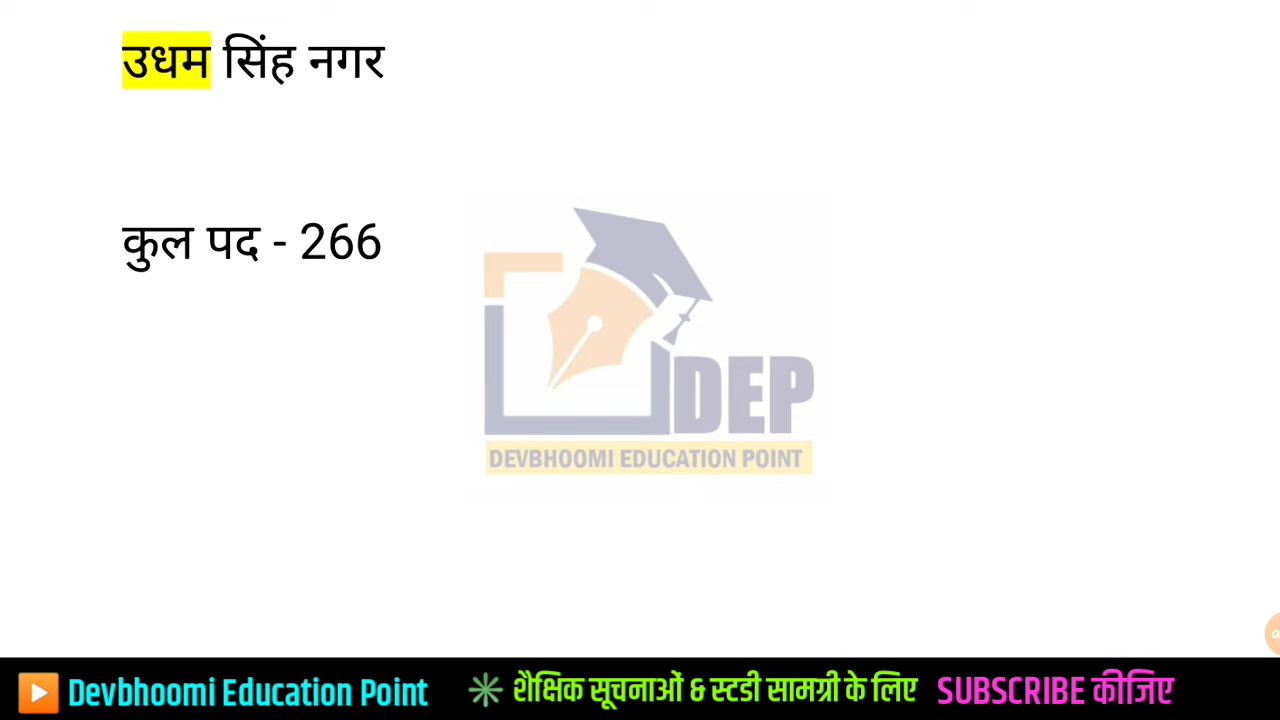 उधम सिंह नगर
कुल पद - 266
DEP
DEVBHOOMI EDUCATION POINT
Devbhoomi Education Point ✳ शैक्षिक सूचनाओं & स्टडी सामग्री के लिए SUBSCRIBE कीजिए